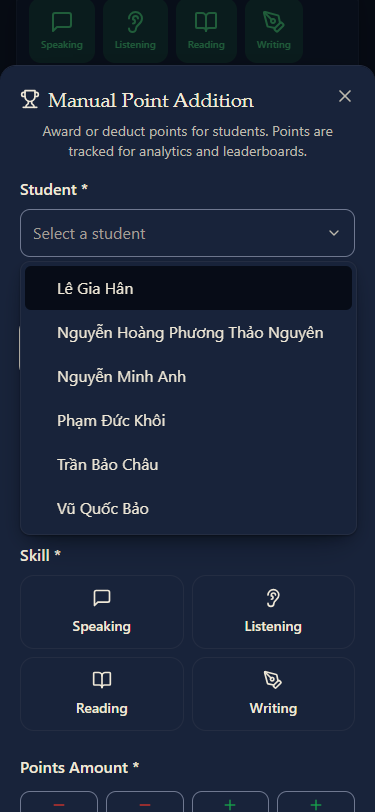 Speaking
Listening
Reading
Writing
Manual Point Addition
Award or deduct points for students. Points are
tracked for analytics and leaderboards.
Student *
Select a student
Lê Gia Hân
Nguyễn Hoàng Phương Thảo Nguyên
Nguyễn Minh Anh
Phạm Đức Khôi
Trần Bảo Châu
Vũ Quốc Bảo
Skill *
Speaking
Listening
Reading
Writing
Points Amount *